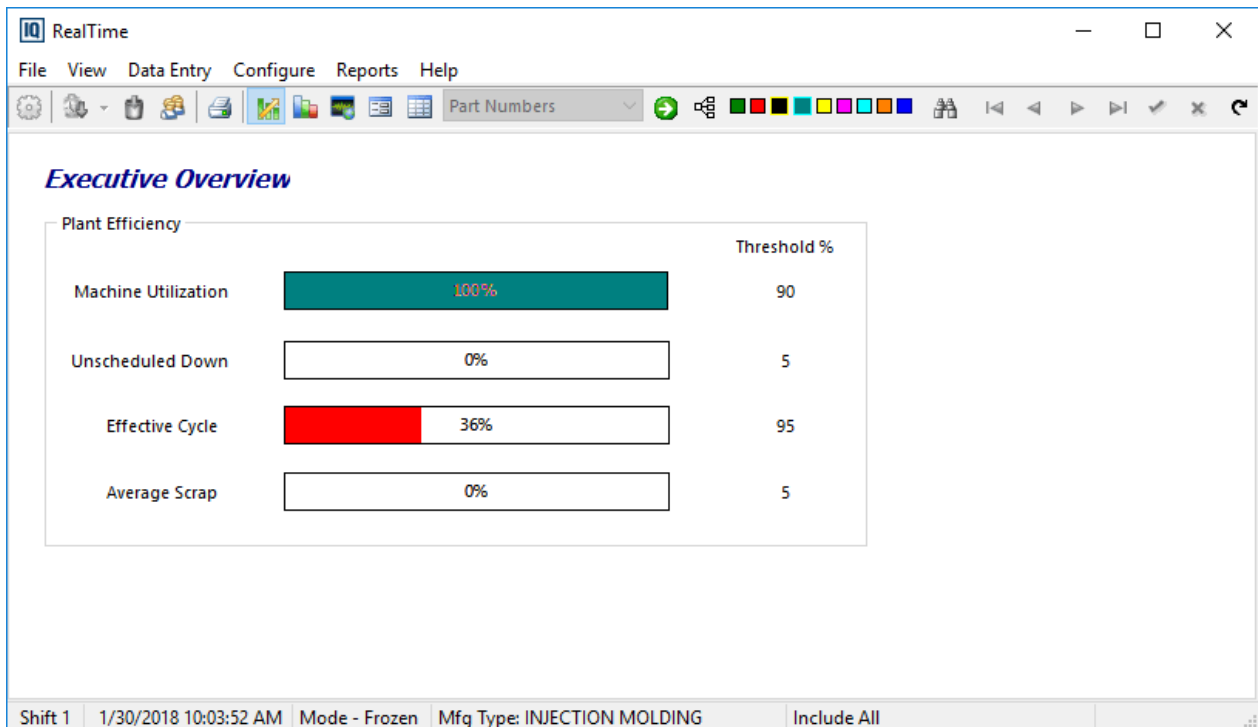 IQ RealTime
File View Data Entry Configure Reports Help
Part Numbers
Executive Overview
Plant Efficiency
Threshold %
Machine Utilization 100% 90
Unscheduled Down 0% 5
Effective Cycle 36% 95
Average Scrap 0% 5
Shift 1 1/30/2018 10:03:52 AM Mode - Frozen Mfg Type: INJECTION MOLDING Include All